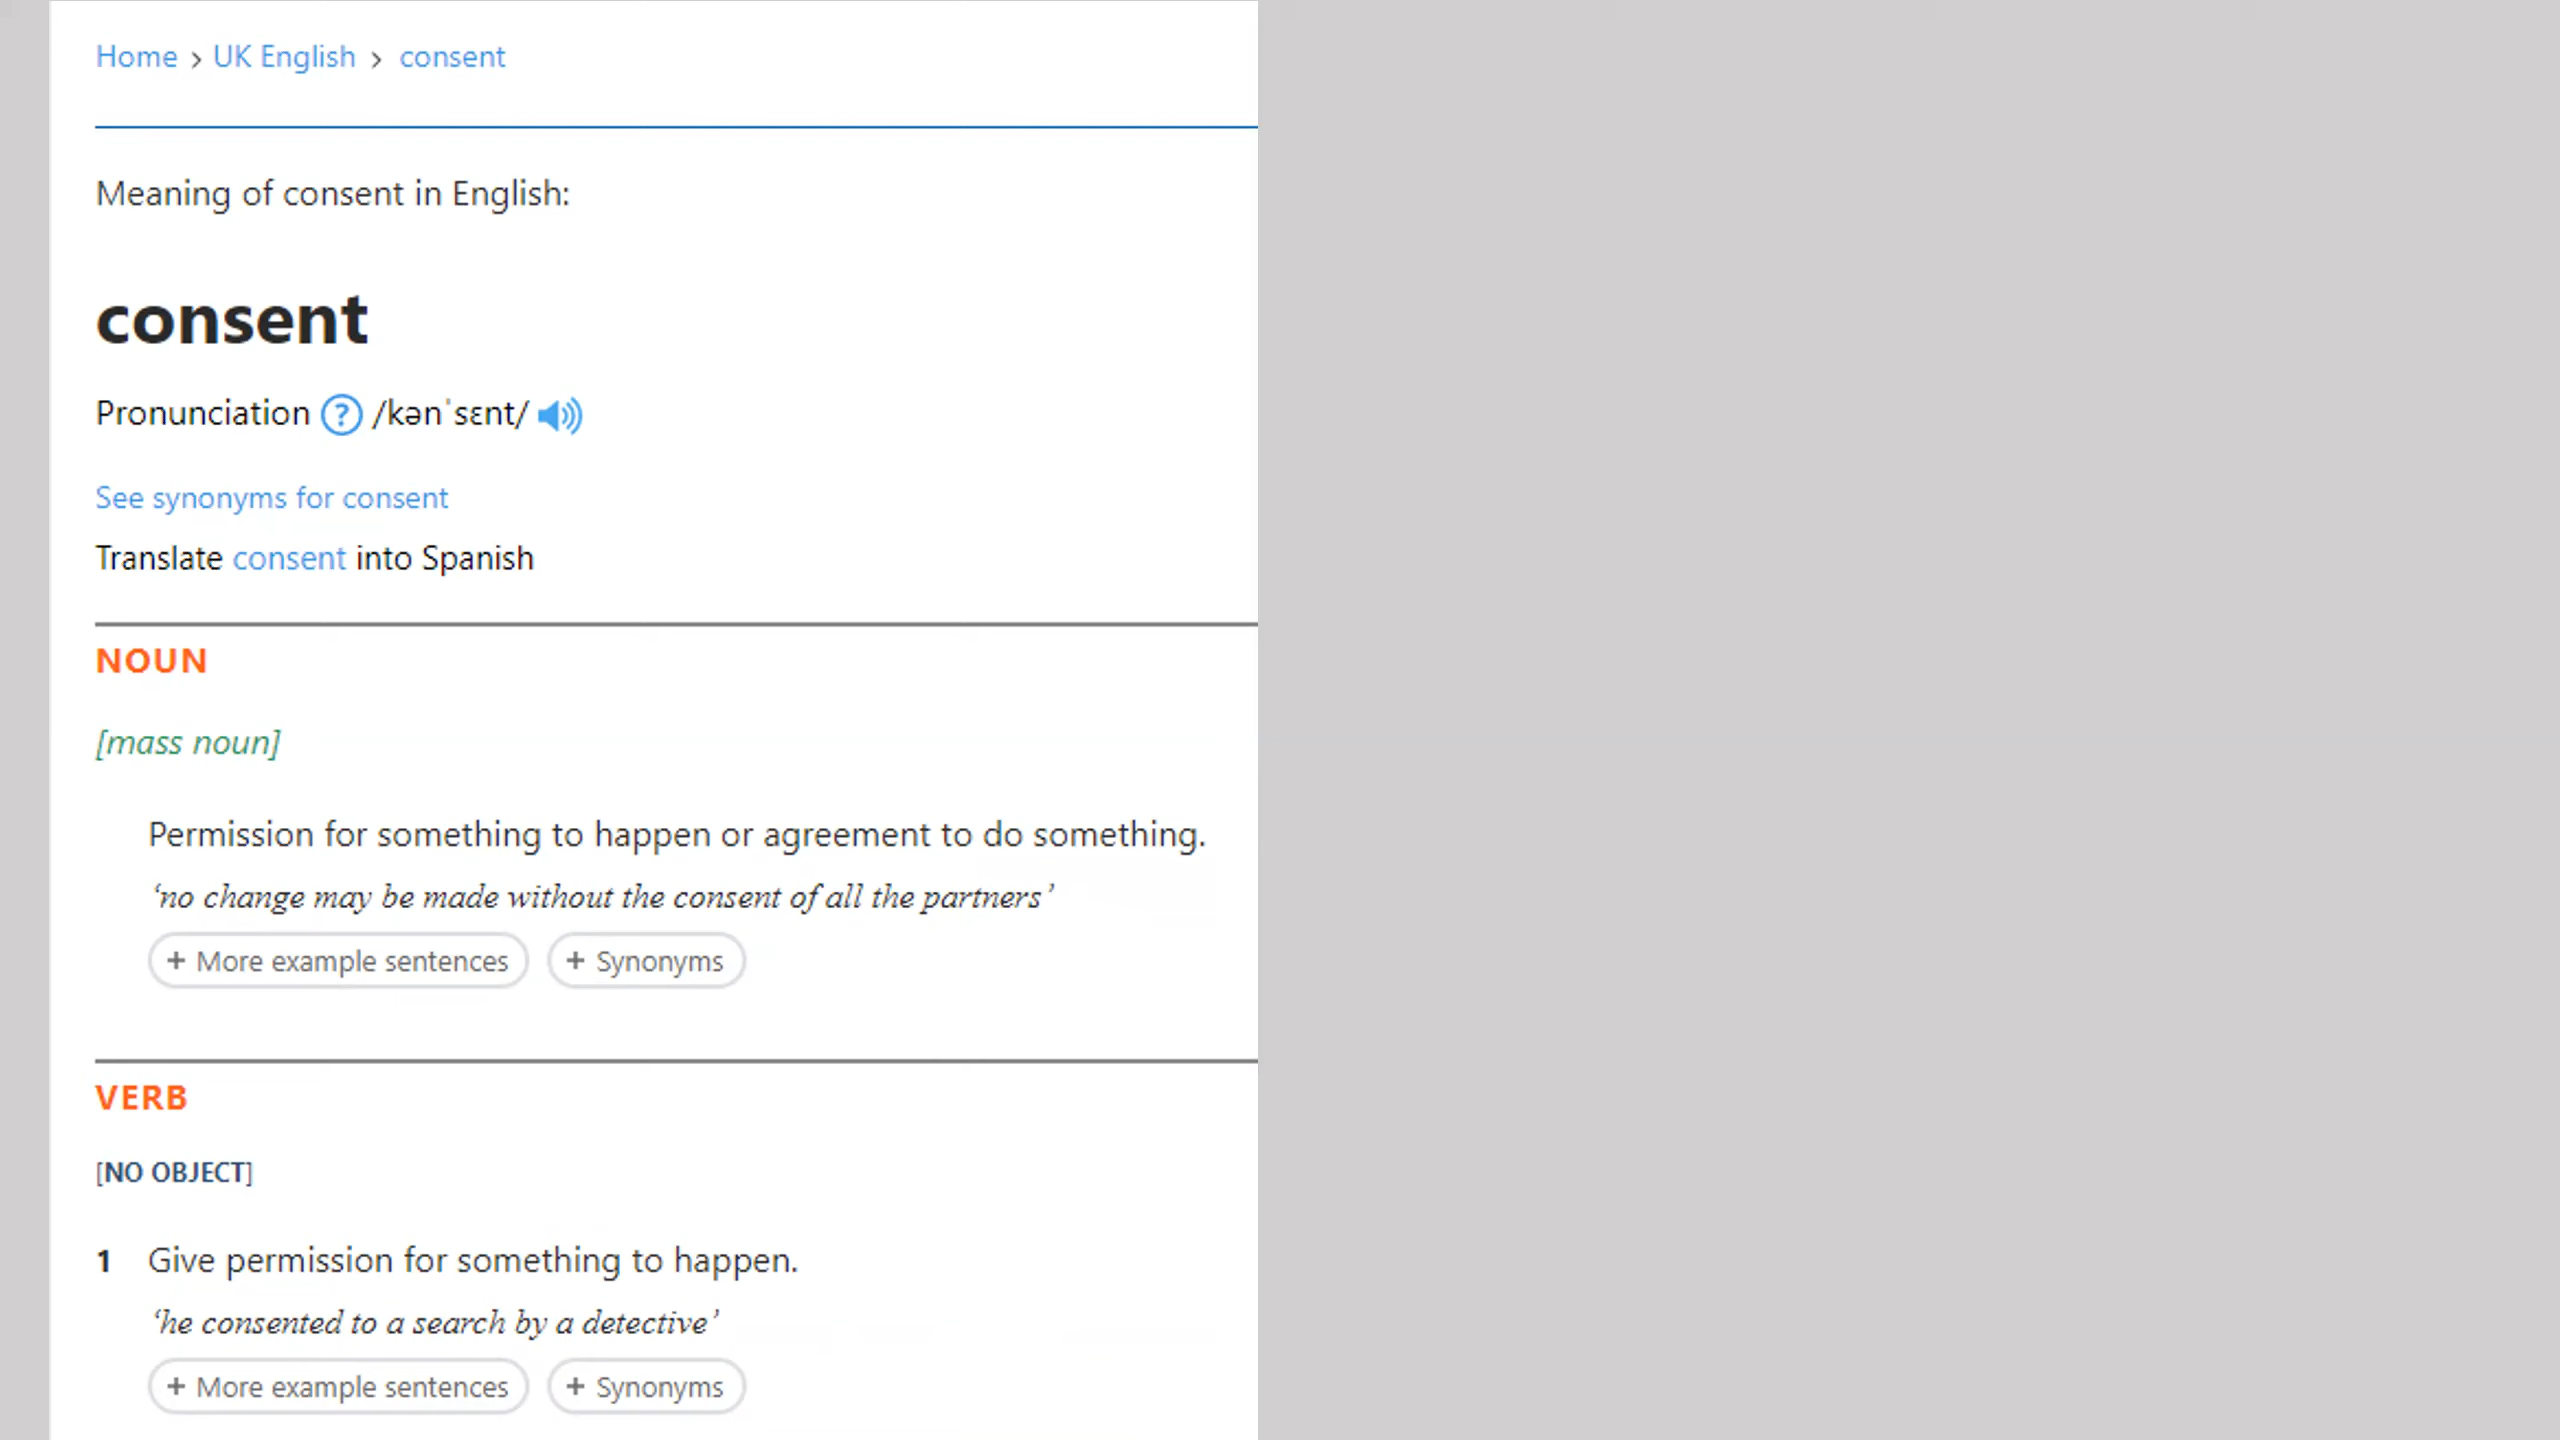 Home > UK English > consent
Meaning of consent in English:
consent
Pronunciation ? /kənˈsɛnt/
See synonyms for consent
Translate consent into Spanish
NOUN
[mass noun]
Permission for something to happen or agreement to do something.
‘no change may be made without the consent of all the partners’
+ More example sentences + Synonyms
VERB
[NO OBJECT]
1 Give permission for something to happen.
‘he consented to a search by a detective’
+ More example sentences + Synonyms